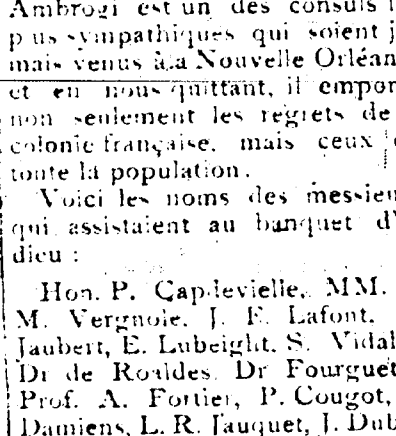 Ambrogi est un des consuls l
plus sympathiques qui soient j
mais venus à la Nouvelle Orléan
et en nous quittant, il empor
non seulement les regrets de
colonie française, mais ceux d
toute la population.
Voici les noms des messieu
qui assistaient au banquet d'
dieu :
Hon. P. Capdevielle, MM.
M. Vergnole, J. E. Lafont,
Jaubert, E. Lubeight, S. Vidal
Dr de Roaldes, Dr Fourguet
Prof. A. Fortier, P. Cougot,
Damiens, L. R. Jauquet, J. Dub